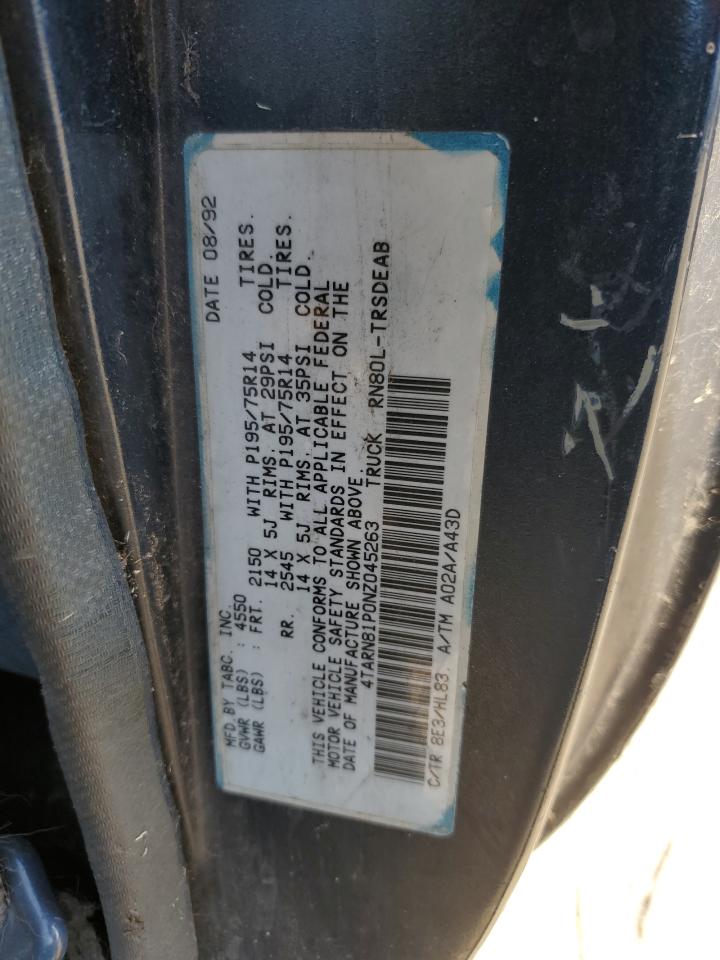 DATE 08/92
MFD. BY TABC. INC.
GVWR (LBS) : 4550
GAWR (LBS) : FRT. 2150 WITH P195/75R14 TIRES.
14 X 5J RIMS. AT 29PSI COLD.
RR. 2545 WITH P195/75R14 TIRES.
14 X 5J RIMS. AT 35PSI COLD.
THIS VEHICLE CONFORMS TO ALL APPLICABLE FEDERAL
MOTOR VEHICLE SAFETY STANDARDS IN EFFECT ON THE
DATE OF MANUFACTURE SHOWN ABOVE.
4TARN81P0NZ045263 TRUCK RN80L-TRSDEAB
C/TR 8E3/HL83 A/TM A02A/A43D